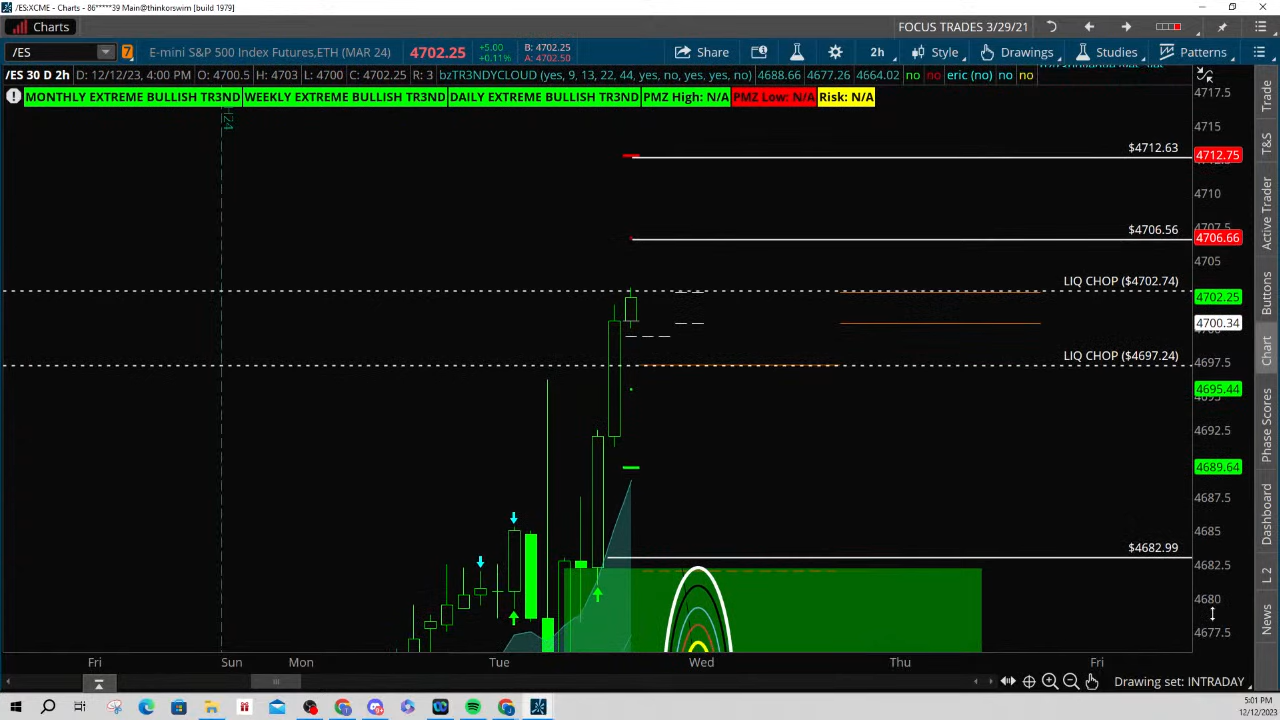 /ES:XCME - Charts - 86*****39 Main@thinkorswim [build 1979]
Charts
FOCUS TRADES 3/29/21
/ES
7
E-mini S&P 500 Index Futures,ETH (MAR 24)
4702.25
+5.00
+0.11%
B: 4702.25
A: 4702.50
Share
2h
Style
Drawings
Studies
Patterns
/ES 30 D 2h
D: 12/12/23, 4:00 PM
O: 4700.5
H: 4703
L: 4700
C: 4702.25
R: 3
bzTR3NDYCLOUD (yes, 9, 13, 22, 44, yes, no, yes, yes, no)
4688.66
4677.26
4664.02
no
no
eric (no)
no
MONTHLY EXTREME BULLISH TR3ND
WEEKLY EXTREME BULLISH TR3ND
DAILY EXTREME BULLISH TR3ND
PMZ High: N/A
PMZ Low: N/A
Risk: N/A
4717.5
4715
$4712.63
4712.75
4710
$4706.56
4706.66
4705
LIQ CHOP ($4702.74)
4702.25
4700.34
LIQ CHOP ($4697.24)
4697.5
4695.44
4692.5
4689.64
4687.5
4685
$4682.99
4682.5
4680
4677.5
Fri
Sun
Mon
Tue
Wed
Thu
Fri
Drawing set: INTRADAY
Trade
T&S
Active Trader
Buttons
Chart
Phase Scores
Dashboard
L 2
News
5:01 PM
12/12/2023